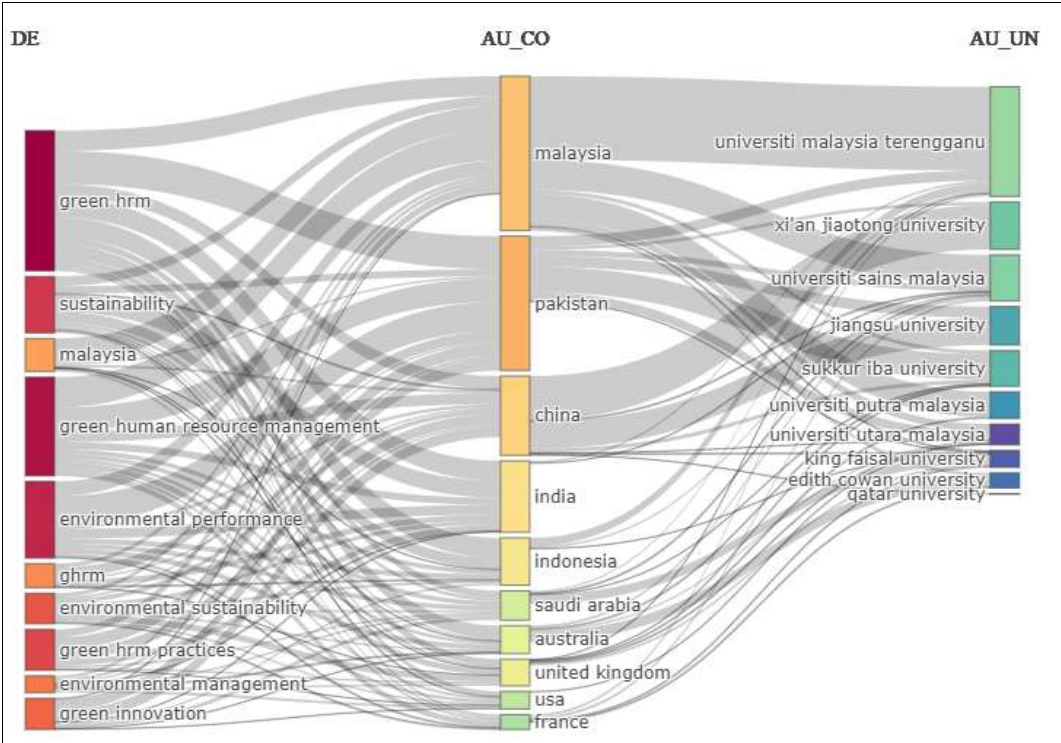 DE
AU_CO
AU_UN
green hrm
sustainability
malaysia
green human resource management
environmental performance
ghrm
environmental sustainability
green hrm practices
environmental management
green innovation
malaysia
pakistan
china
india
indonesia
saudi arabia
australia
united kingdom
usa
france
universiti malaysia terengganu
xi'an jiaotong university
universiti sains malaysia
jiangsu university
sukkur iba university
universiti putra malaysia
universiti utara malaysia
king faisal university
edith cowan university
qatar university